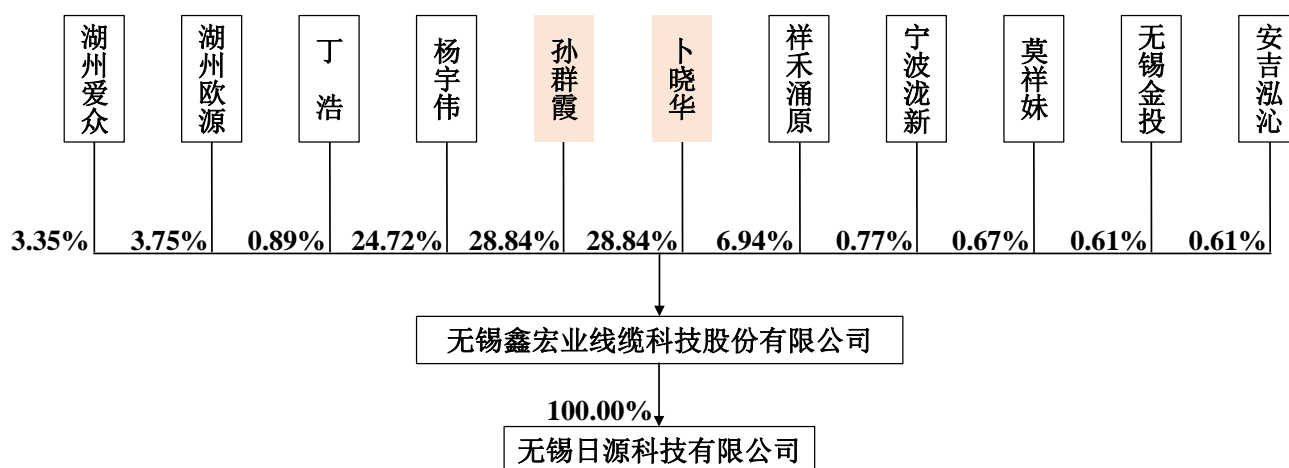 湖州爱众
湖州欧源
丁浩
杨宇伟
孙群霞
卜晓华
祥禾涌原
宁波泷新
莫祥妹
无锡金投
安吉泓沁
3.35%
3.75%
0.89%
24.72%
28.84%
28.84%
6.94%
0.77%
0.67%
0.61%
0.61%
无锡鑫宏业线缆科技股份有限公司
100.00%
无锡日源科技有限公司